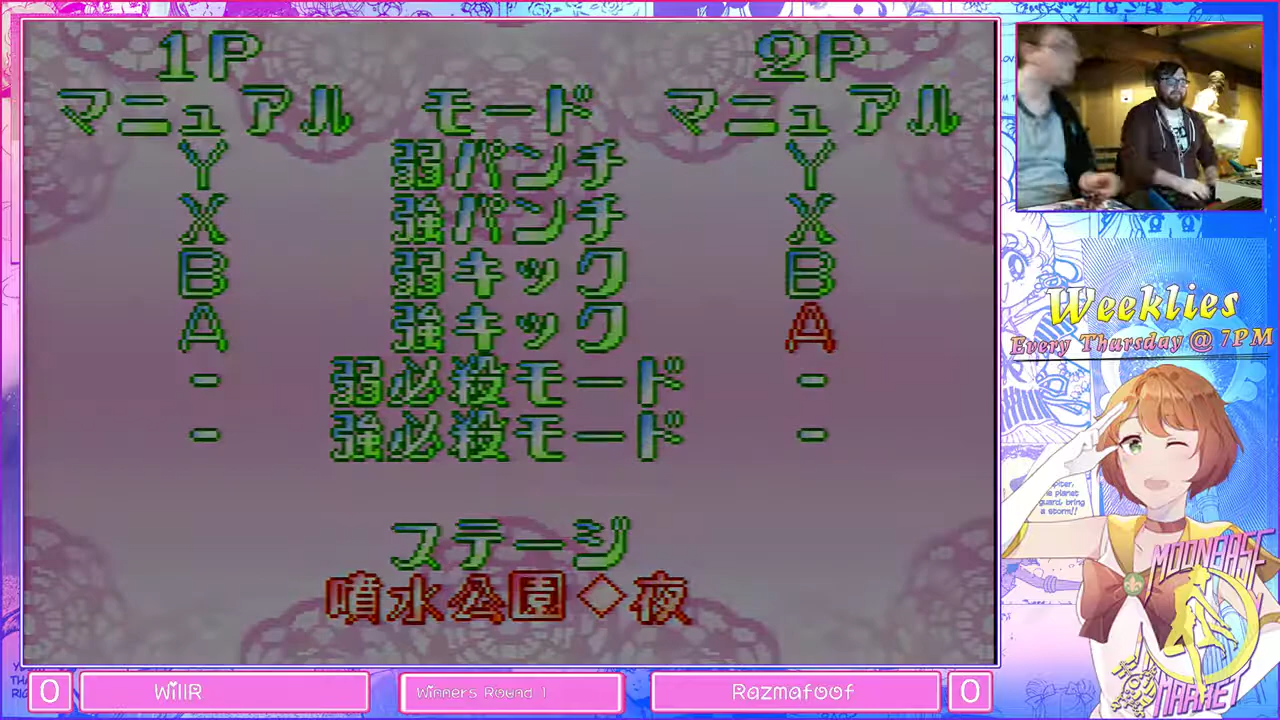 1P 2P
マニュアル モード マニュアル
Y 弱パンチ Y
X 強パンチ X
B 弱キック B
A 強キック A
- 弱必殺モード -
- 強必殺モード -
ステージ
噴水公園◇夜
Weeklies
Every Thursday @ 7PM
MOONEAST
MARKET
0 WillR Winners Round 1 Razmafoof 0